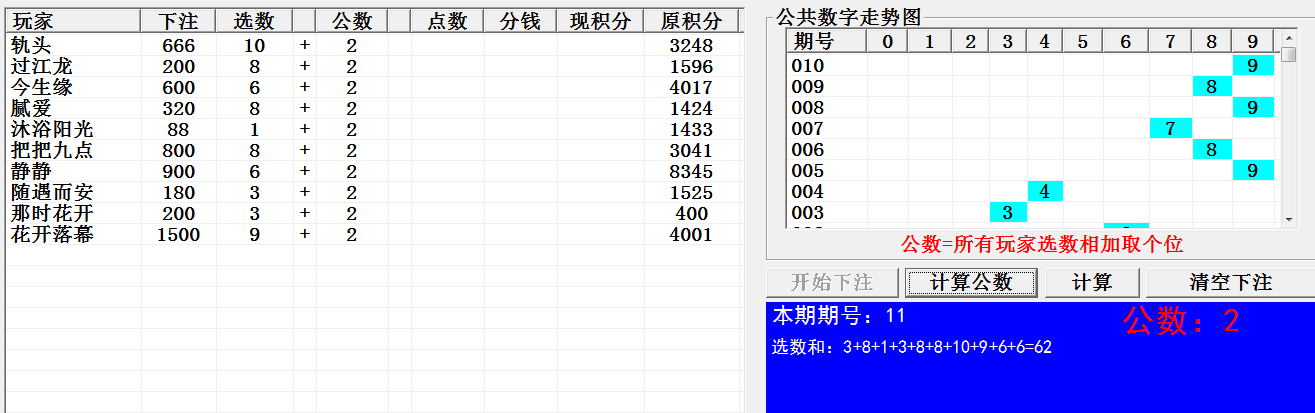 玩家 下注 选数 公数 点数 分钱 现积分 原积分
轨头 666 10 + 2 3248
过江龙 200 8 + 2 1596
今生缘 600 6 + 2 4017
腻爱 320 8 + 2 1424
沐浴阳光 88 1 + 2 1433
把把九点 800 8 + 2 3041
静静 900 6 + 2 8345
随遇而安 180 3 + 2 1525
那时花开 200 3 + 2 400
花开落幕 1500 9 + 2 4001
公共数字走势图
期号 0 1 2 3 4 5 6 7 8 9
010 9
009 8
008 9
007 7
006 8
005 9
004 4
003 3
公数=所有玩家选数相加取个位
开始下注 计算公数 计算 清空下注
本期期号：11
公数：2
选数和：3+8+1+3+8+8+10+9+6+6=62